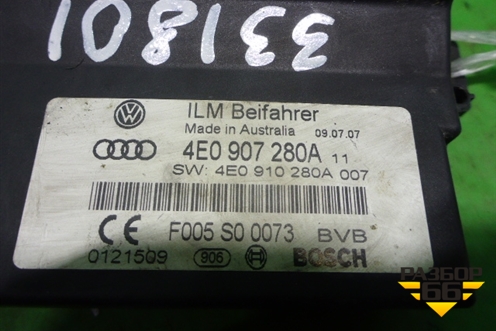 331801
ILM Beifahrer
Made in Australia 09.07.07
4E0 907 280A 11
SW: 4E0 910 280A 007
CE F005 S0 0073 BVB
0121509 906 BOSCH
РАЗБОР
66